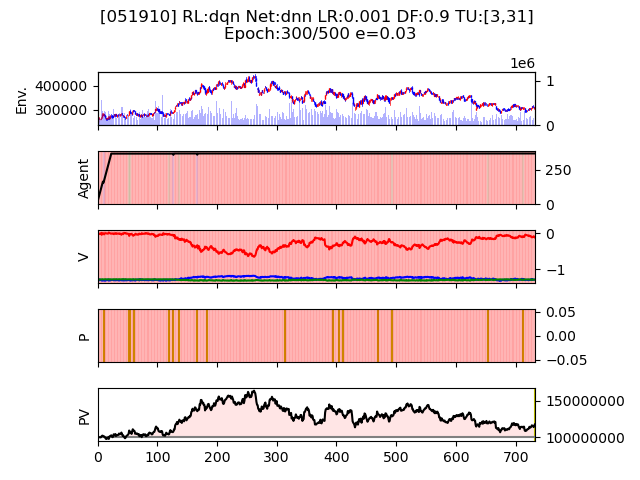 [051910] RL:dqn Net:dnn LR:0.001 DF:0.9 TU:[3,31]
Epoch:300/500 e=0.03
1e6
Env.
400000
300000
1
0
Agent
250
0
V
0
−1
P
0.05
0.00
−0.05
PV
150000000
100000000
0 100 200 300 400 500 600 700